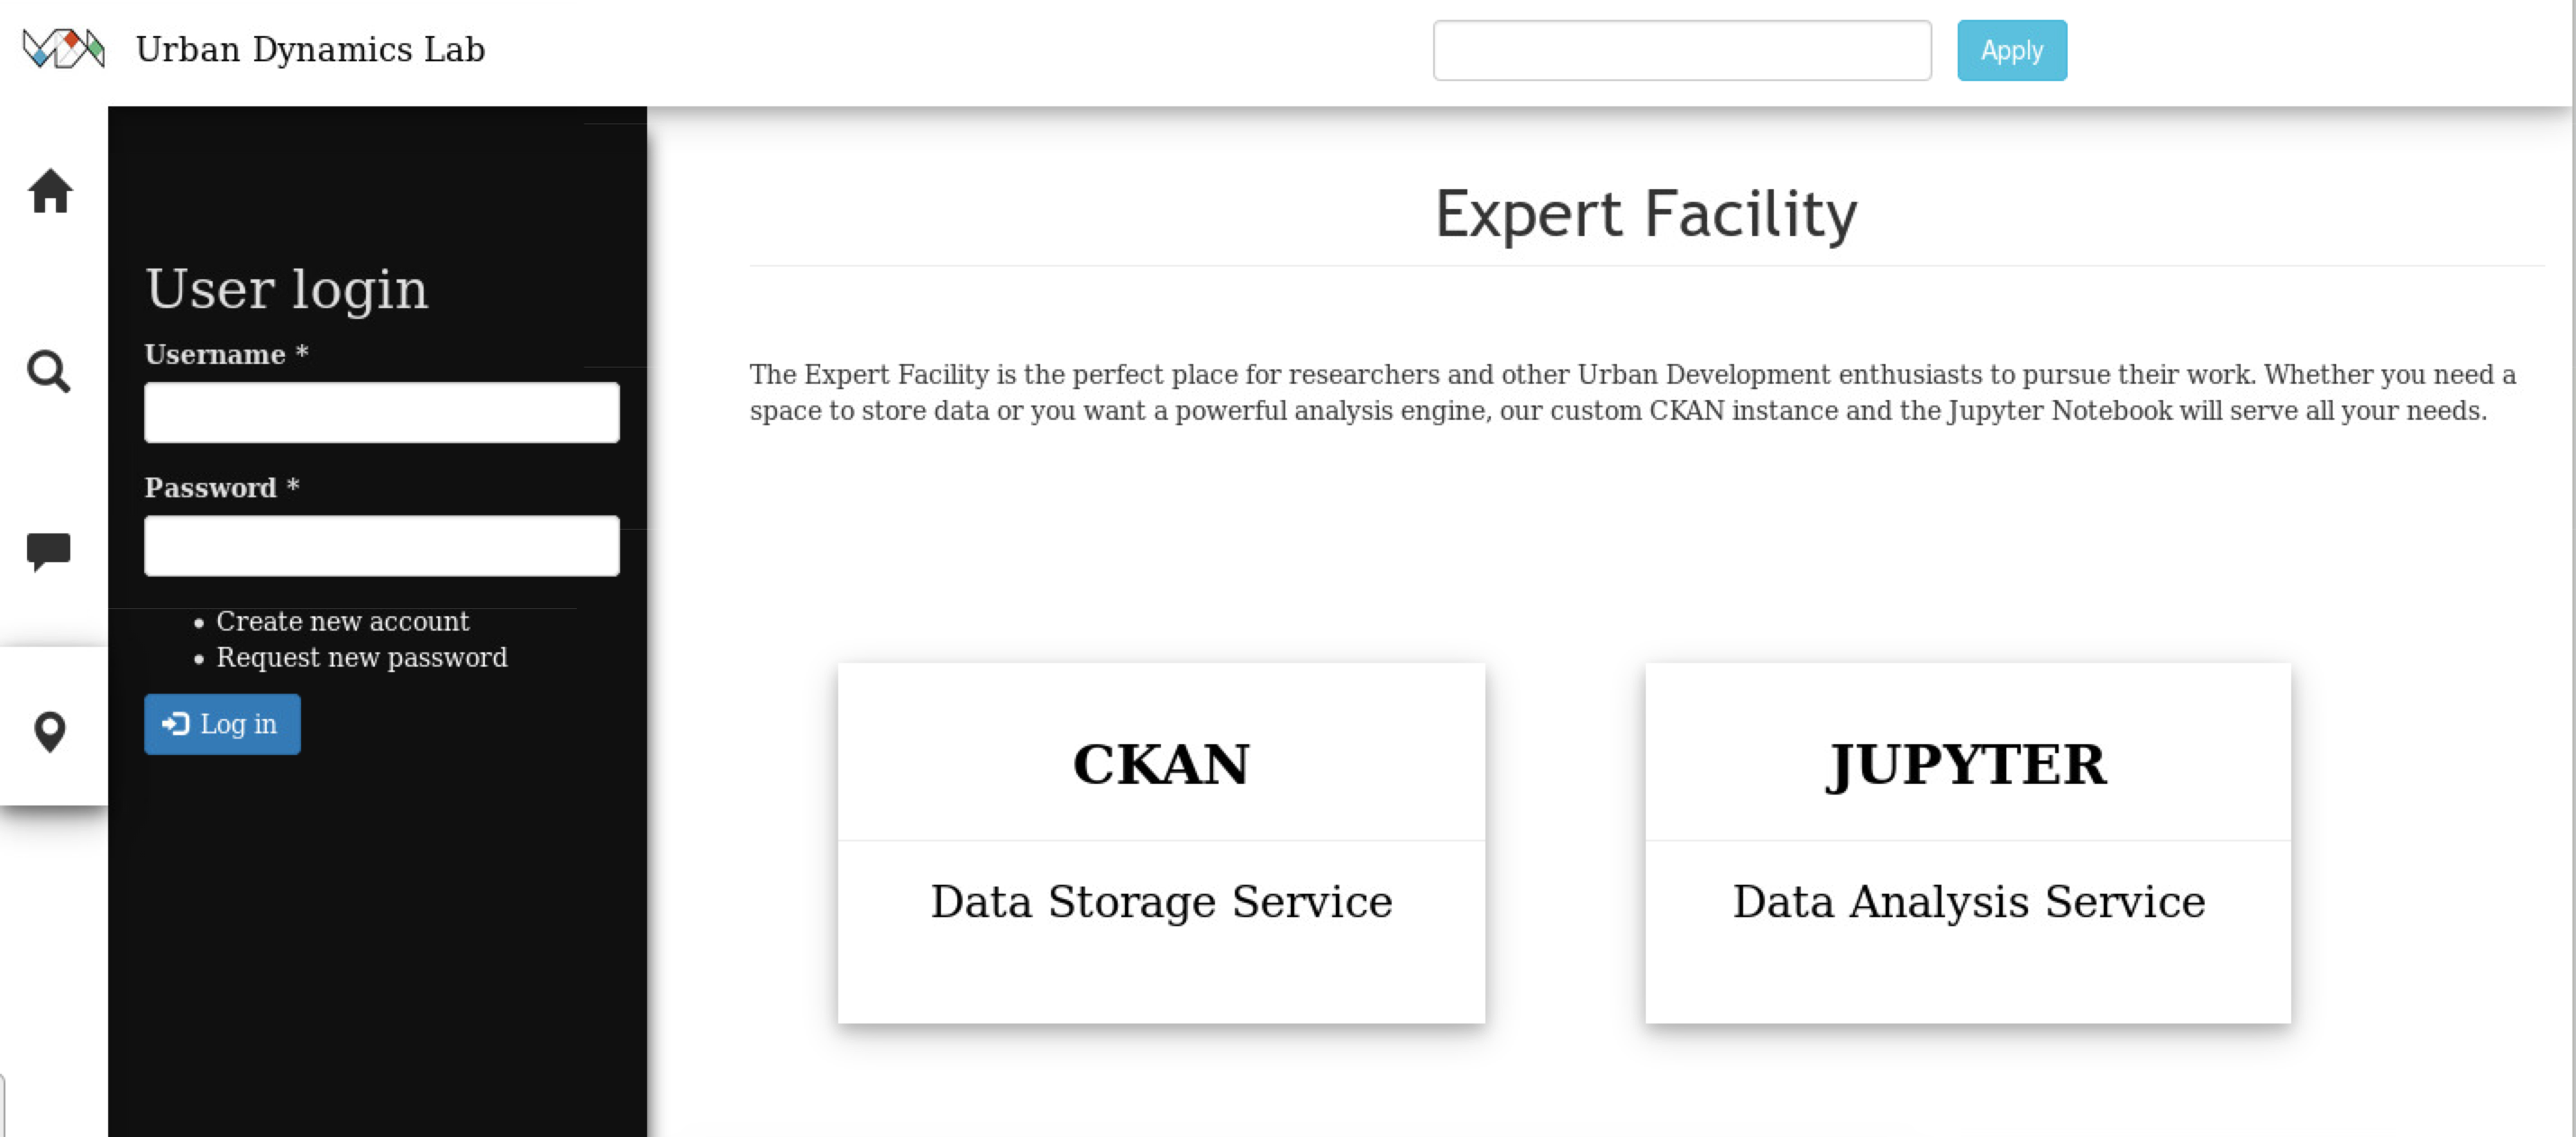 Urban Dynamics Lab
Apply
User login
Username *
Password *
Create new account
Request new password
Log in
Expert Facility
The Expert Facility is the perfect place for researchers and other Urban Development enthusiasts to pursue their work. Whether you need a
space to store data or you want a powerful analysis engine, our custom CKAN instance and the Jupyter Notebook will serve all your needs.
CKAN
Data Storage Service
JUPYTER
Data Analysis Service